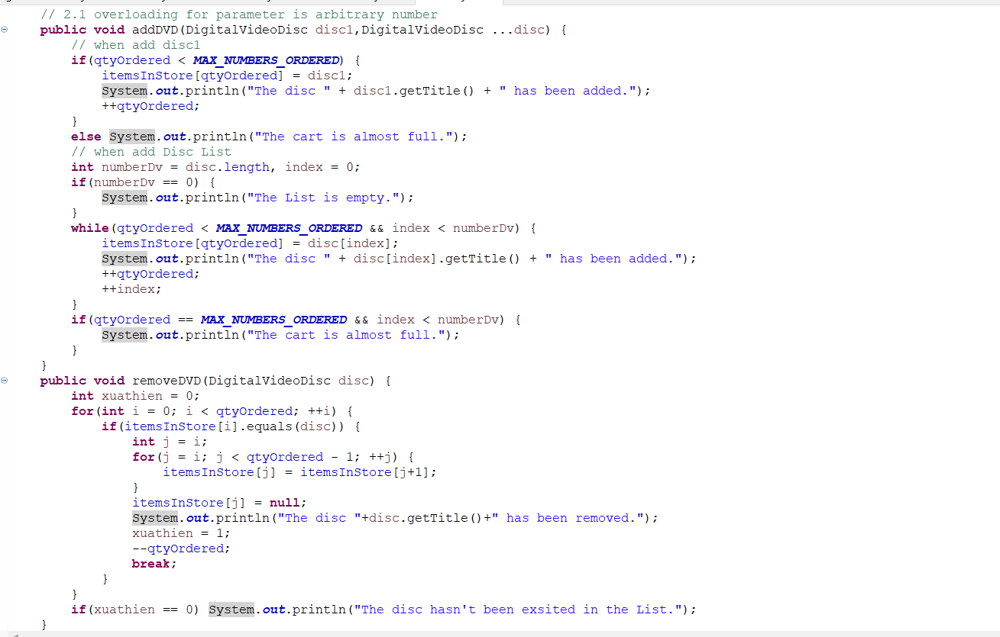 // 2.1 overloading for parameter is arbitrary number
public void addDVD(DigitalVideoDisc disc1,DigitalVideoDisc ...disc) {
// when add disc1
if(qtyOrdered < MAX_NUMBERS_ORDERED) {
itemsInStore[qtyOrdered] = disc1;
System.out.println("The disc " + disc1.getTitle() + " has been added.");
++qtyOrdered;
}
else System.out.println("The cart is almost full.");
// when add Disc List
int numberDv = disc.length, index = 0;
if(numberDv == 0) {
System.out.println("The List is empty.");
}
while(qtyOrdered < MAX_NUMBERS_ORDERED && index < numberDv) {
itemsInStore[qtyOrdered] = disc[index];
System.out.println("The disc " + disc[index].getTitle() + " has been added.");
++qtyOrdered;
++index;
}
if(qtyOrdered == MAX_NUMBERS_ORDERED && index < numberDv) {
System.out.println("The cart is almost full.");
}
}
public void removeDVD(DigitalVideoDisc disc) {
int xuathien = 0;
for(int i = 0; i < qtyOrdered; ++i) {
if(itemsInStore[i].equals(disc)) {
int j = i;
for(j = i; j < qtyOrdered - 1; ++j) {
itemsInStore[j] = itemsInStore[j+1];
}
itemsInStore[j] = null;
System.out.println("The disc "+disc.getTitle()+" has been removed.");
xuathien = 1;
--qtyOrdered;
break;
}
}
if(xuathien == 0) System.out.println("The disc hasn't been exsited in the List.");
}